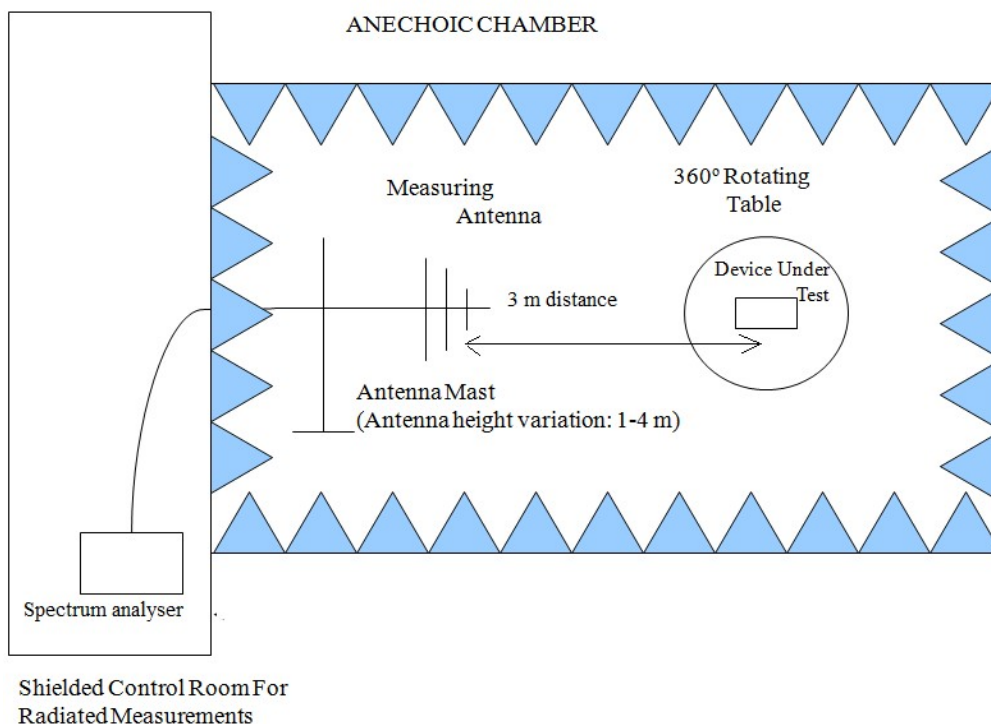 ANECHOIC CHAMBER
Measuring
Antenna
360º Rotating
Table
Device Under
Test
3 m distance
Antenna Mast
(Antenna height variation: 1-4 m)
Spectrum analyser
Shielded Control Room For
Radiated Measurements